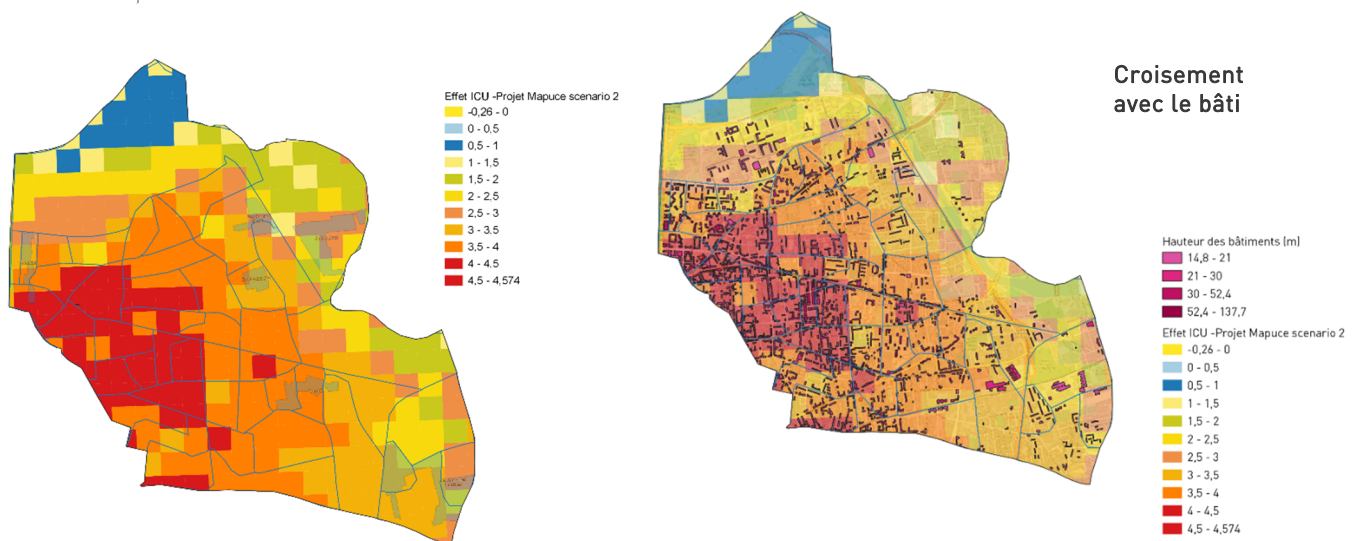 Effet ICU -Projet Mapuce scenario 2
-0,26 - 0
0 - 0.5
0,5 - 1
1 - 1,5
1,5 - 2
2 - 2,5
2,5 - 3
3 - 3.5
3,5 - 4
4 - 4,5
4,5 - 4,574
Croisement
avec le bâti
Hauteur des bâtiments (m)
14,8 - 21
21 - 30
30 - 52,4
52,4 - 137,7
Effet ICU -Projet Mapuce scenario 2
-0,26 - 0
0 - 0,5
0,5 - 1
1 - 1,5
1,5 - 2
2 - 2,5
2,5 - 3
3 - 3,5
3,5 - 4
4 - 4,5
4,5 - 4,574